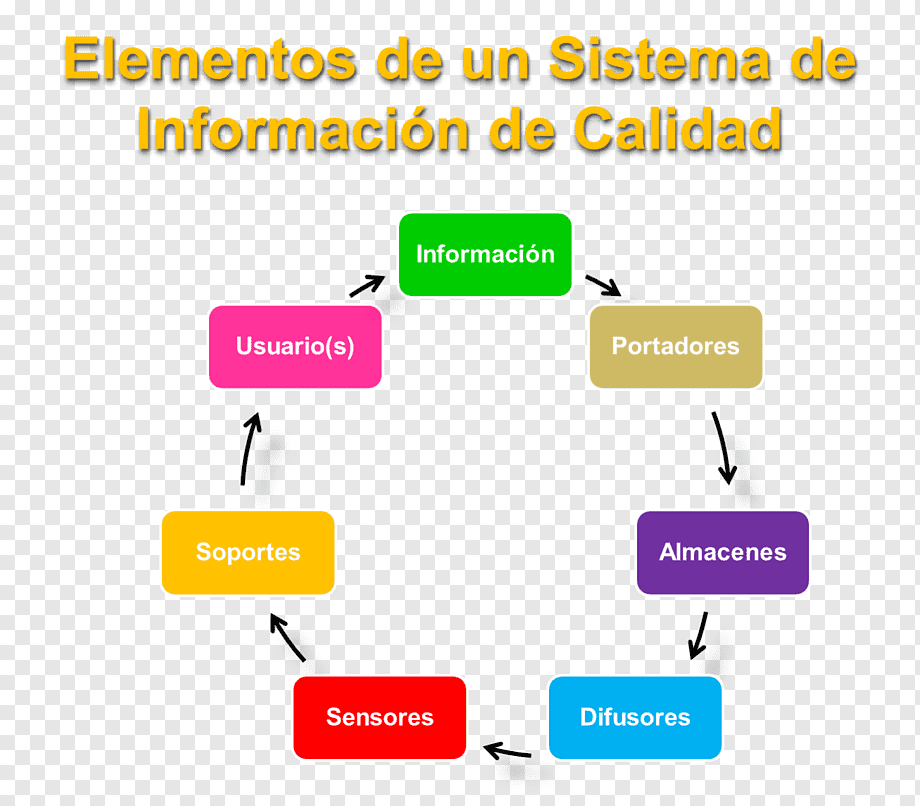 Elementos de un Sistema de
Información de Calidad
Información
Usuario(s)
Portadores
Soportes
Almacenes
Sensores
Difusores